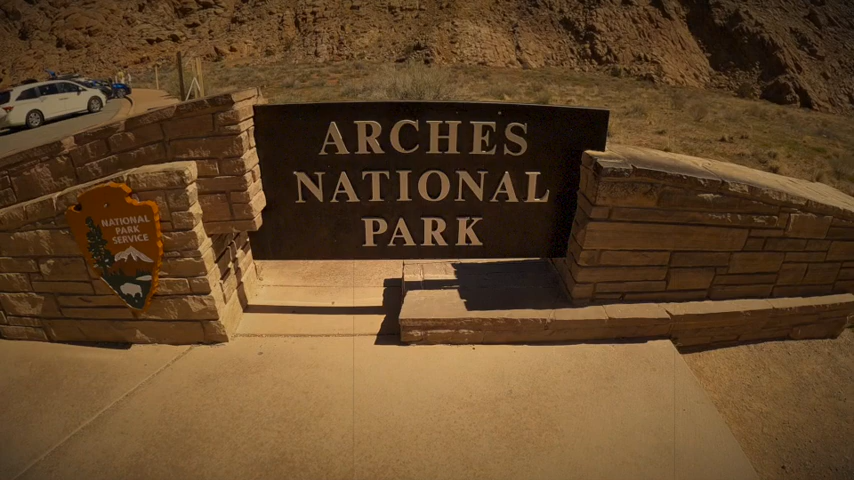 ARCHES
NATIONAL
PARK
NATIONAL
PARK
SERVICE